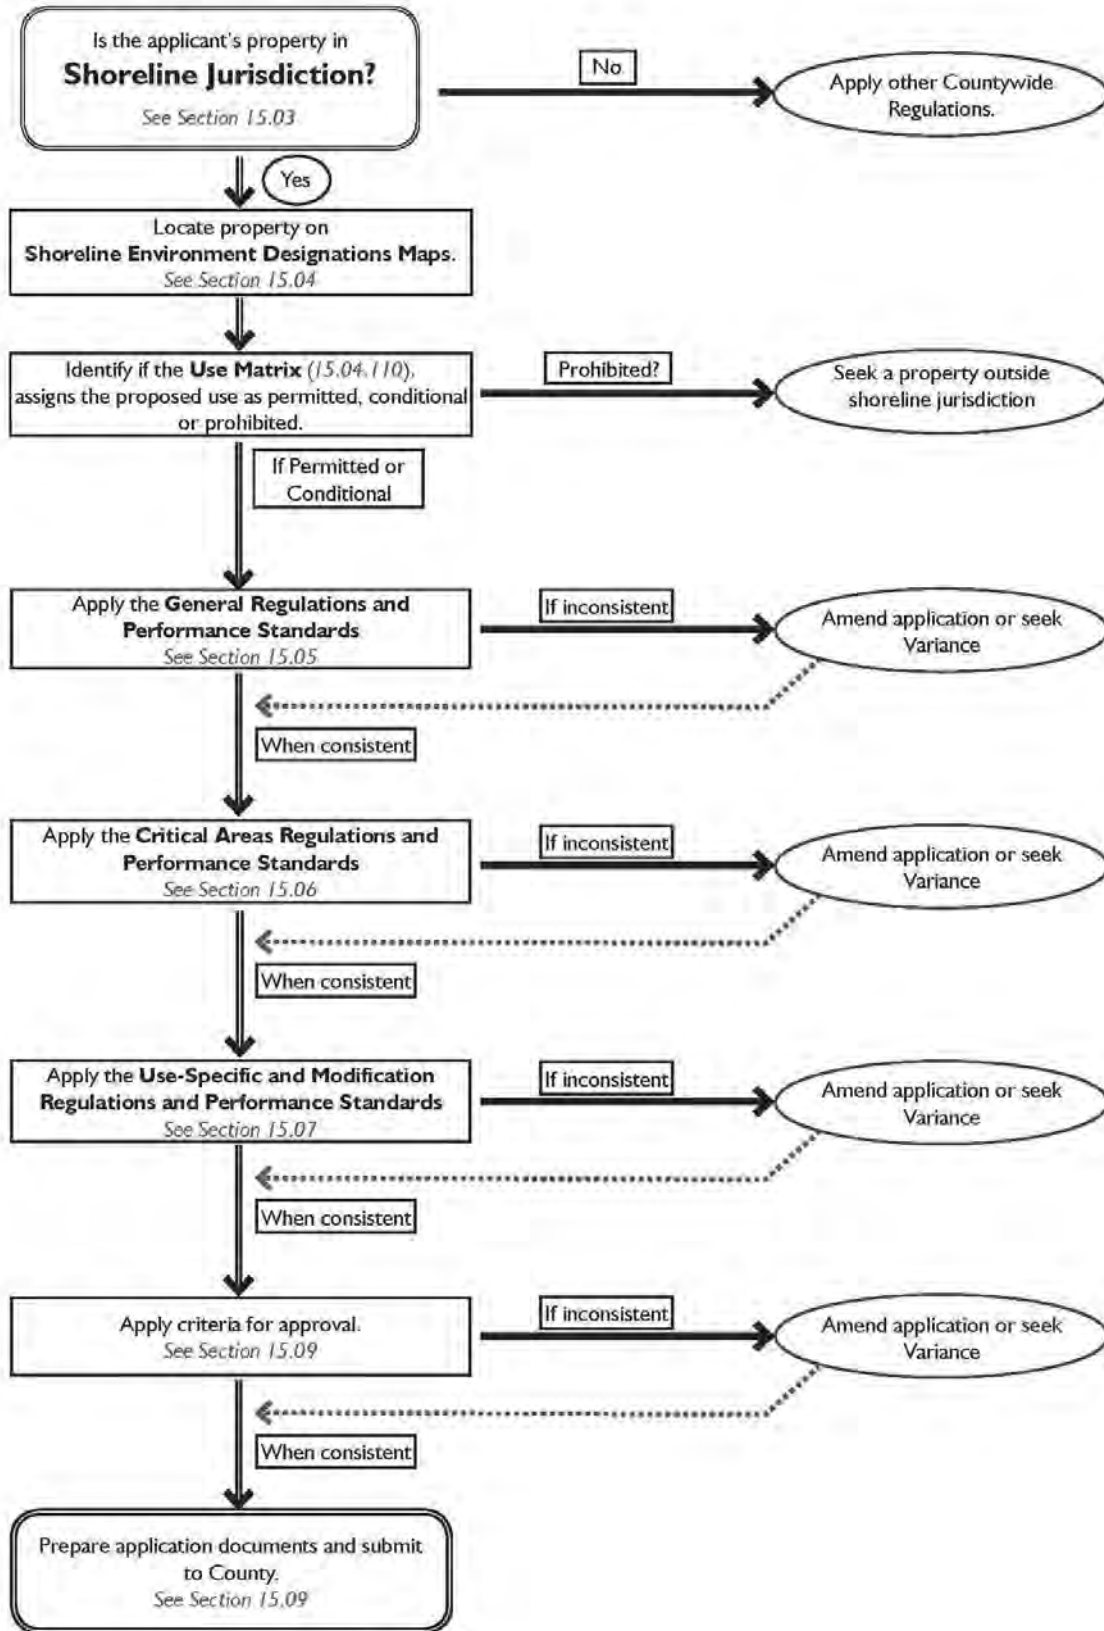 Is the applicant's property in
Shoreline Jurisdiction?
See Section 15.03
No
Apply other Countywide
Regulations.
Yes
Locate property on
Shoreline Environment Designations Maps.
See Section 15.04
Identify if the Use Matrix (15.04.110),
assigns the proposed use as permitted, conditional
or prohibited.
Prohibited?
Seek a property outside
shoreline jurisdiction
If Permitted or
Conditional
Apply the General Regulations and
Performance Standards
See Section 15.05
If inconsistent
Amend application or seek
Variance
When consistent
Apply the Critical Areas Regulations and
Performance Standards
See Section 15.06
If inconsistent
Amend application or seek
Variance
When consistent
Apply the Use-Specific and Modification
Regulations and Performance Standards
See Section 15.07
If inconsistent
Amend application or seek
Variance
When consistent
Apply criteria for approval.
See Section 15.09
If inconsistent
Amend application or seek
Variance
When consistent
Prepare application documents and submit
to County.
See Section 15.09